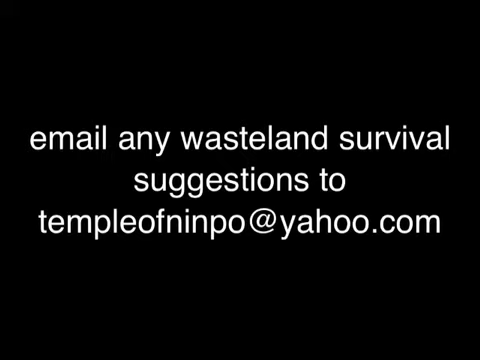 email any wasteland survival
suggestions to
templeofninpo@yahoo.com